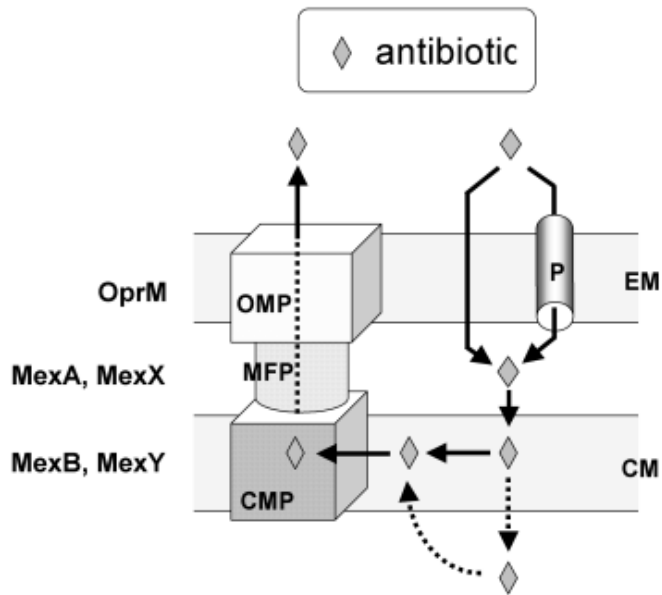 antibiotic
OprM
OMP
P
EM
MexA, MexX
MFP
MexB, MexY
CMP
CM